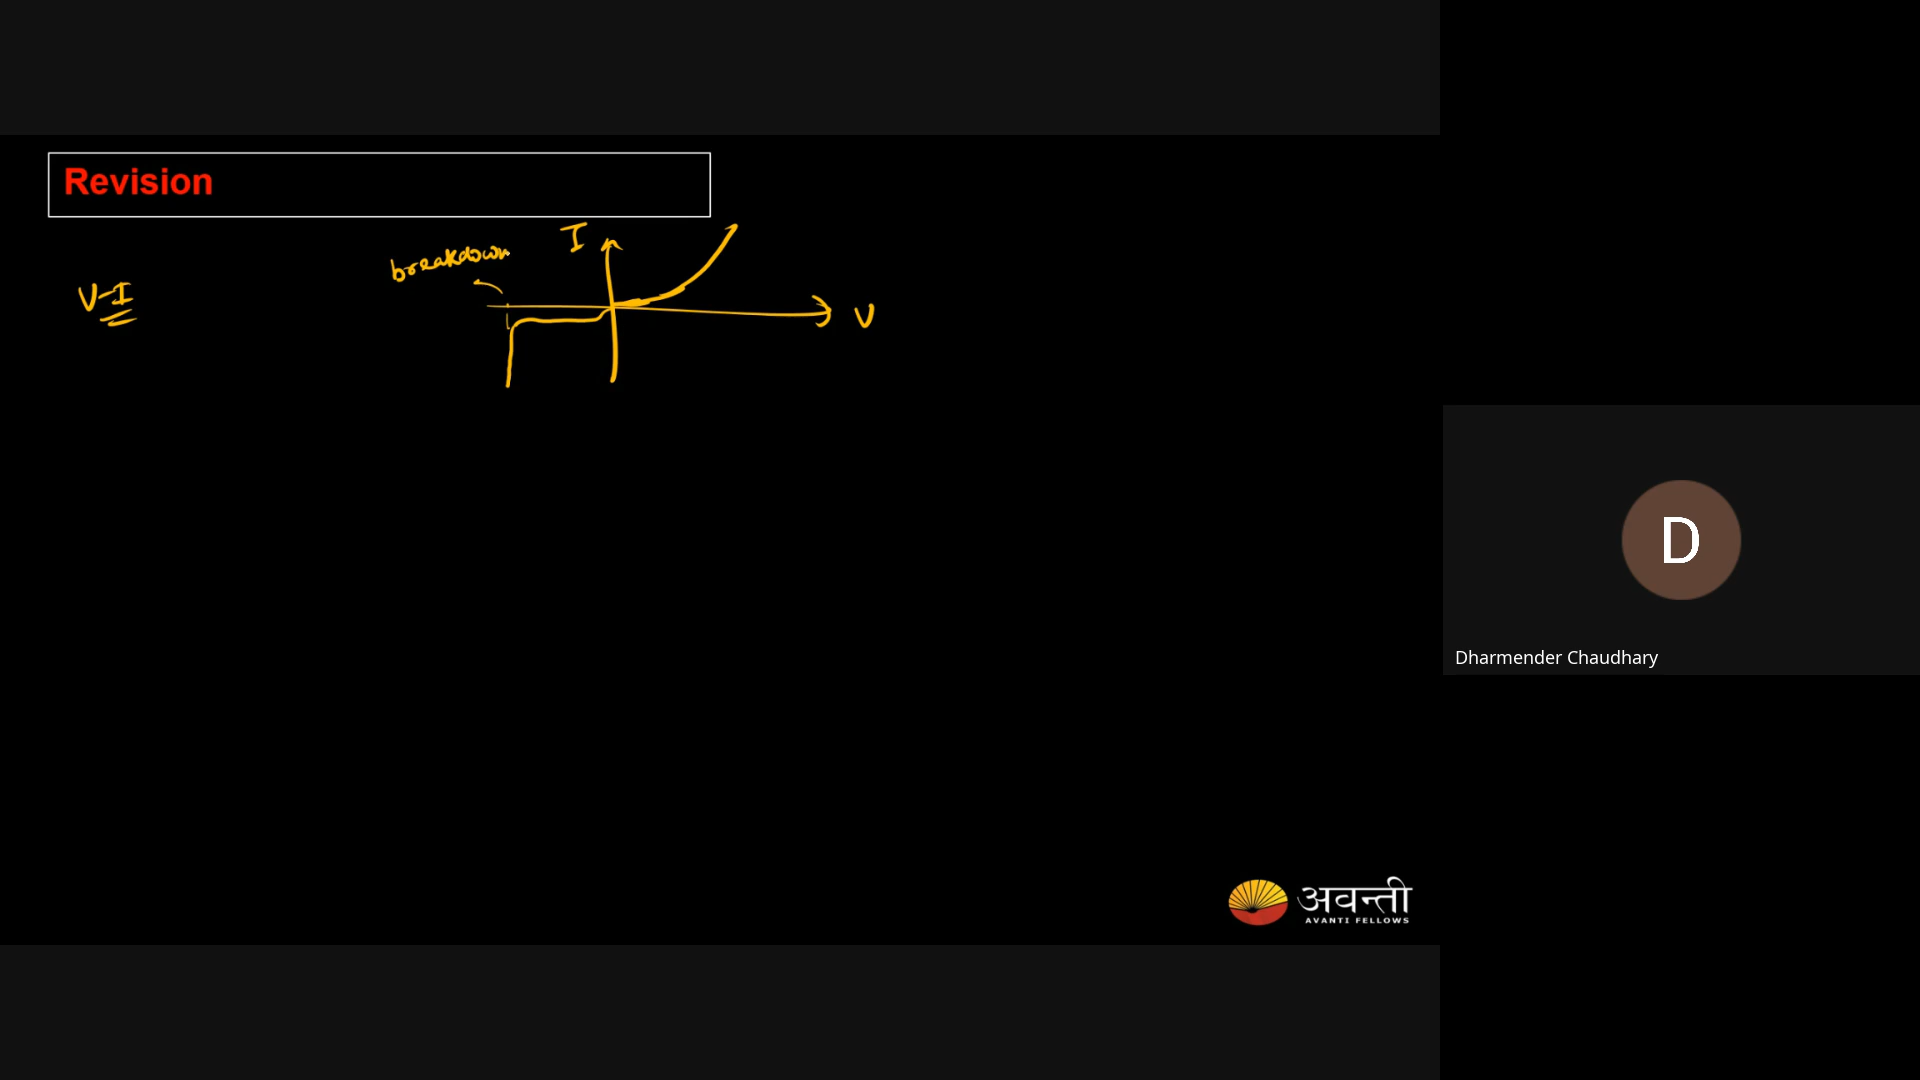 Revision
I
breakdown
V-I
V
D
Dharmender Chaudhary
अवन्ती
AVANTI FELLOWS